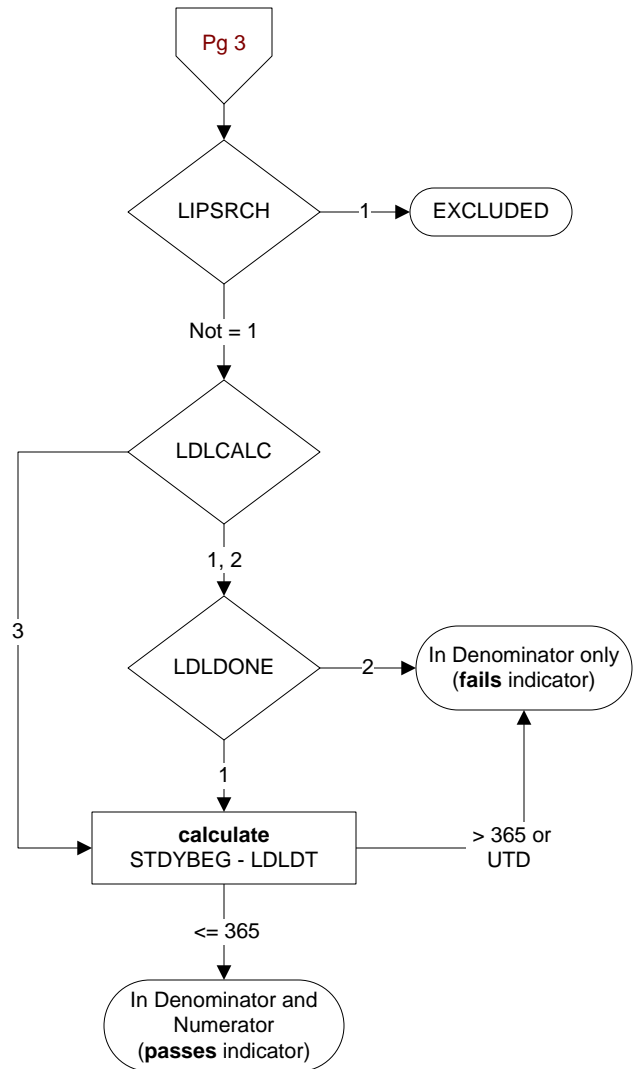 Pg 3
LIPSRCH
1
EXCLUDED
Not = 1
LDLCALC
1, 2
3
LDLDONE
2
In Denominator only
(fails indicator)
1
calculate
STDYBEG - LDLDT
> 365 or
UTD
<= 365
In Denominator and
Numerator
(passes indicator)